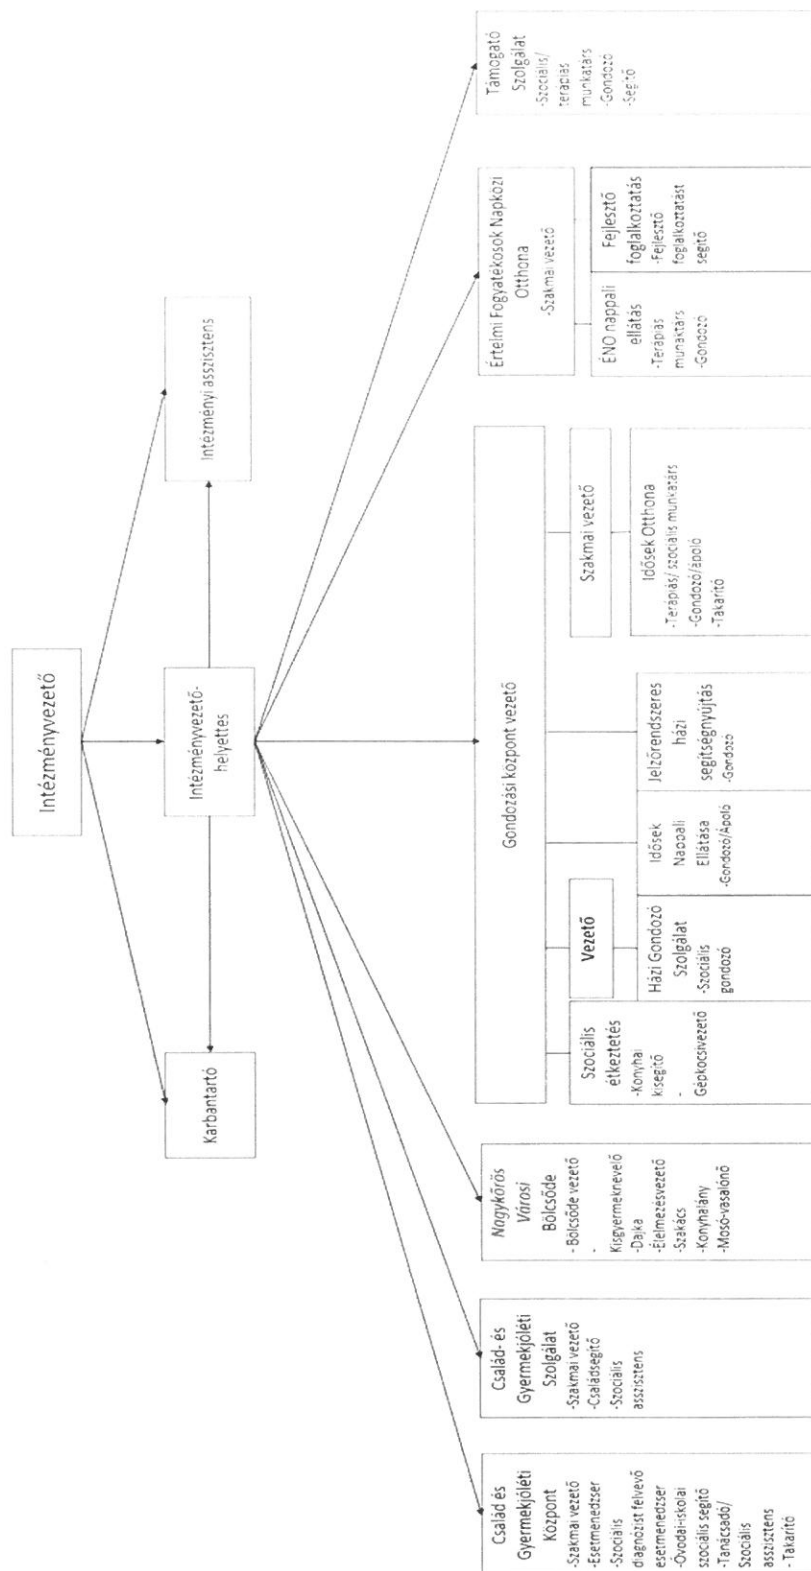 Intézményvezető
Karbantartó
Intézményvezető-
helyettes
Intézményi asszisztens
Család és
Gyermekjóléti
Központ
-Szakmai vezető
-Esetmenedzser
-Szociális
diagnózist felvevő
esetmenedzser
-Óvodai-iskolai
szociális segítő
-Tanácsadó/
Szociális
asszisztens
- Takarító
Család- és
Gyermekjóléti
Szolgálat
-Szakmai vezető
-Családsegítő
-Szociális
asszisztens
Nagykőrös
Városi
Bölcsőde
- Bölcsőde vezető
-
Kisgyermeknevelő
-Dajka
-Élelmezésvezető
-Szakács
-Konyhalány
-Mosó-vasalónő
Gondozási központ vezető
Szociális
étkeztetés
-Konyhai
kisegítő
-
Gépkocsivezető
Vezető
Házi Gondozó
Szolgálat
-Szociális
gondozó
Idősek
Nappali
Ellátása
-Gondozó/Ápoló
Jelzőrendszeres
házi
segítségnyújtás
-Gondozó
Szakmai vezető
Idősek Otthona
-Terápiás/ szociális munkatárs
-Gondozó/ápoló
-Takarító
Értelmi Fogyatékosok Napközi
Otthona
-Szakmai vezető
ÉNO nappali
ellátás
-Terápiás
munaktárs
-Gondozó
Fejlesztő
foglalkoztatás
-Fejlesztő
foglalkoztatást
segítő
Támogató
Szolgálat
-Szociális/
terápiás
munkatárs
-Gondozó
-Segítő